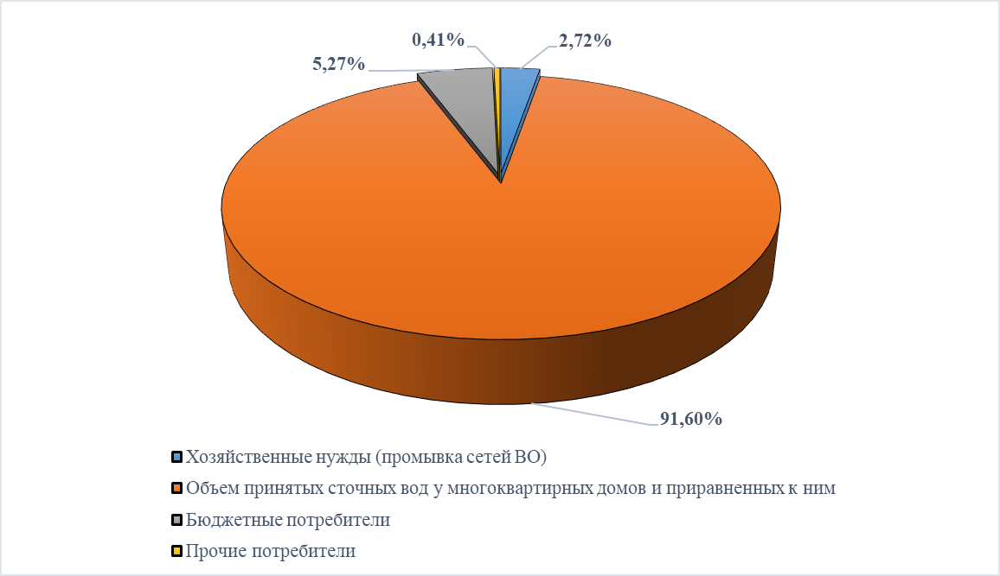 0,41%
2,72%
5,27%
91,60%
Хозяйственные нужды (промывка сетей ВО)
Объем принятых сточных вод у многоквартирных домов и приравненных к ним
Бюджетные потребители
Прочие потребители